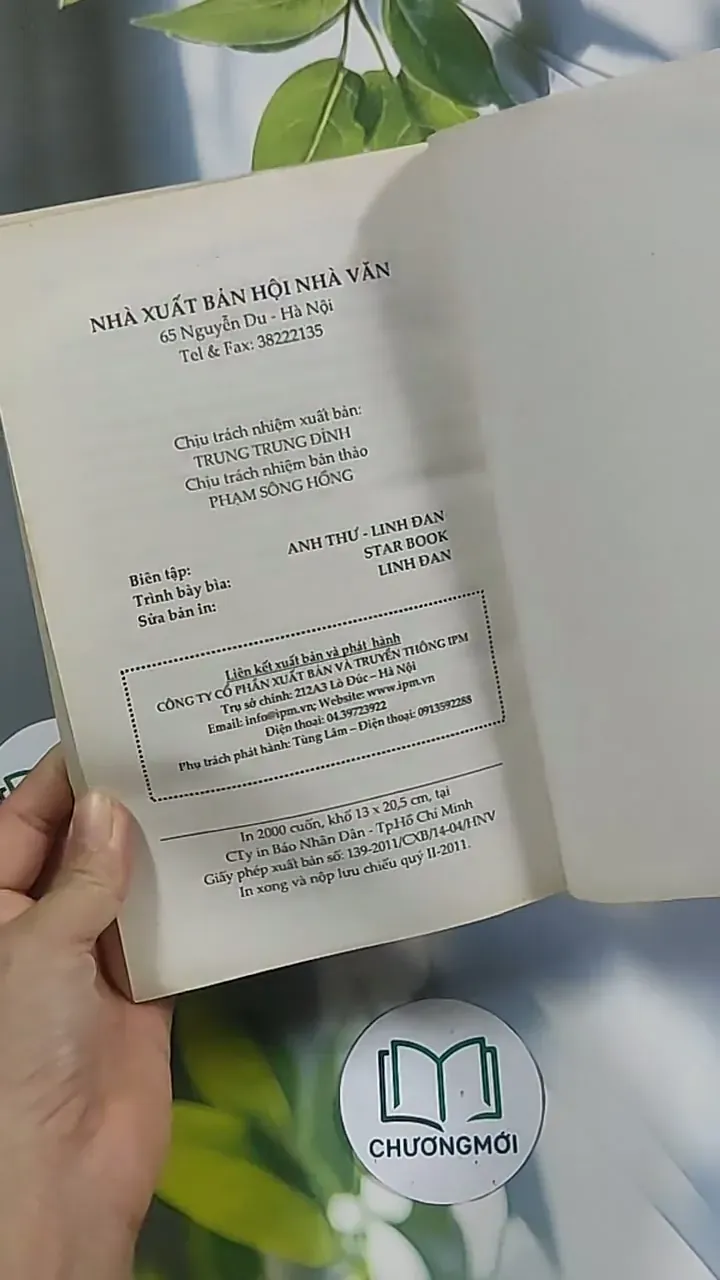 NHÀ XUẤT BẢN HỘI NHÀ VĂN
65 Nguyễn Du - Hà Nội
Tel & Fax: 38222135
Chịu trách nhiệm xuất bản:
TRUNG TRUNG ĐỈNH
Chịu trách nhiệm bản thảo
PHẠM SÔNG HỒNG
Biên tập: ANH THƯ - LINH ĐAN
Trình bày bìa: STAR BOOK
Sửa bản in: LINH ĐAN
Liên kết xuất bản và phát hành
CÔNG TY CỔ PHẦN XUẤT BẢN VÀ TRUYỀN THÔNG IPM
Trụ sở chính: 212A3 Lò Đúc – Hà Nội
Email: info@ipm.vn; Website: www.ipm.vn
Điện thoại: 04.39723922
Phụ trách phát hành: Tùng Lâm – Điện thoại: 0913592288
In 2000 cuốn, khổ 13 x 20,5 cm, tại
CTy in Báo Nhân Dân - Tp.Hồ Chí Minh
Giấy phép xuất bản số: 139-2011/CXB/14-04/HNV
In xong và nộp lưu chiểu quý II-2011.
CHƯƠNGMỚI